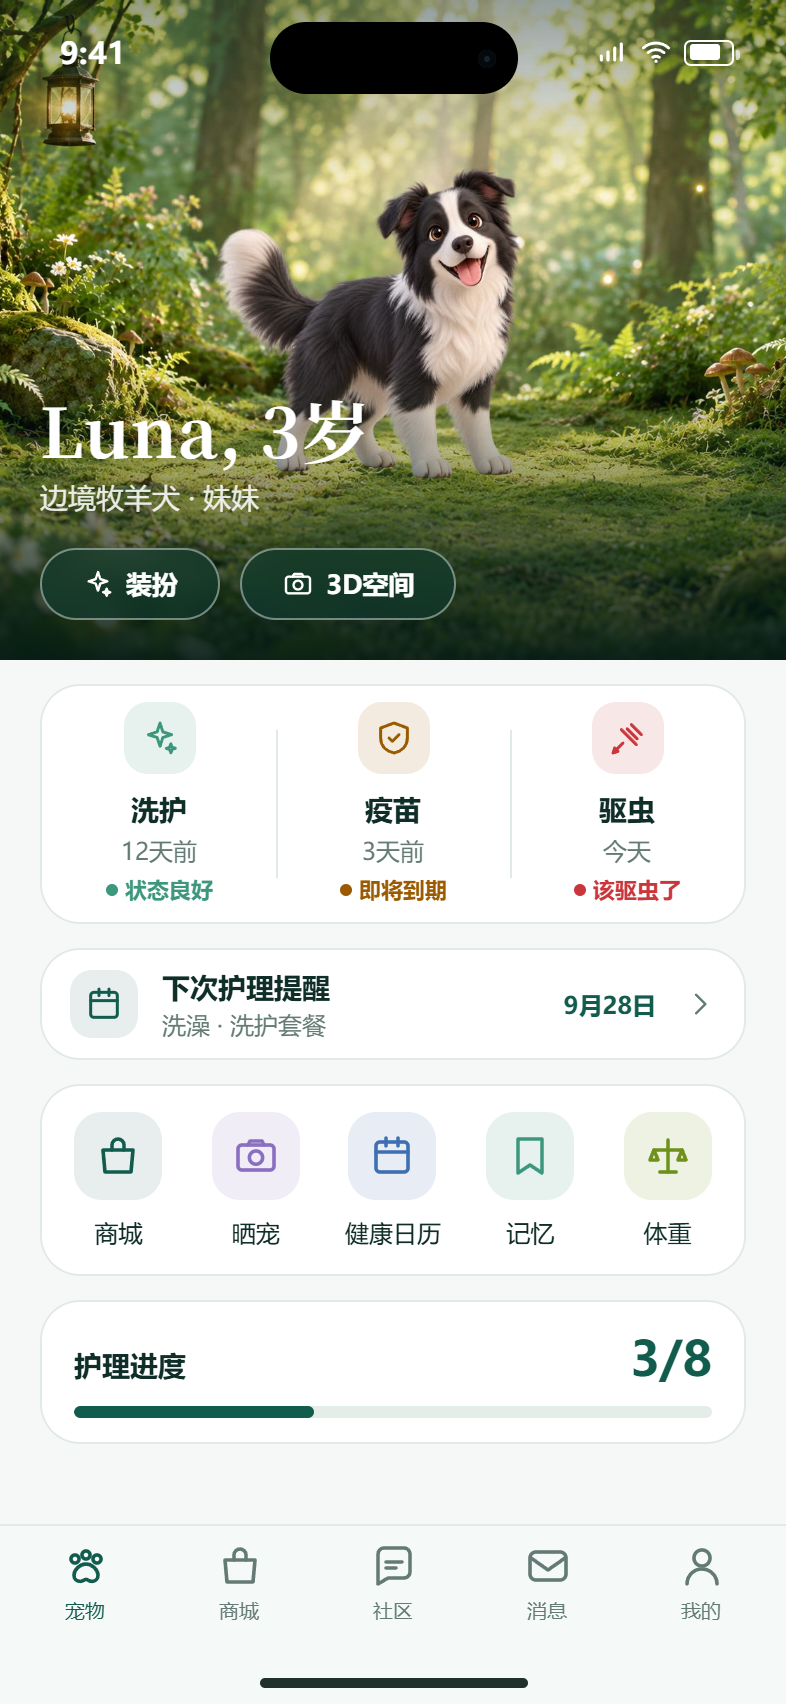 9:41
Luna, 3岁
边境牧羊犬 · 妹妹
装扮
3D空间
洗护
12天前
状态良好
疫苗
3天前
即将到期
驱虫
今天
该驱虫了
下次护理提醒
洗澡 · 洗护套餐
9月28日
商城
晒宠
健康日历
记忆
体重
护理进度
3/8
宠物
商城
社区
消息
我的